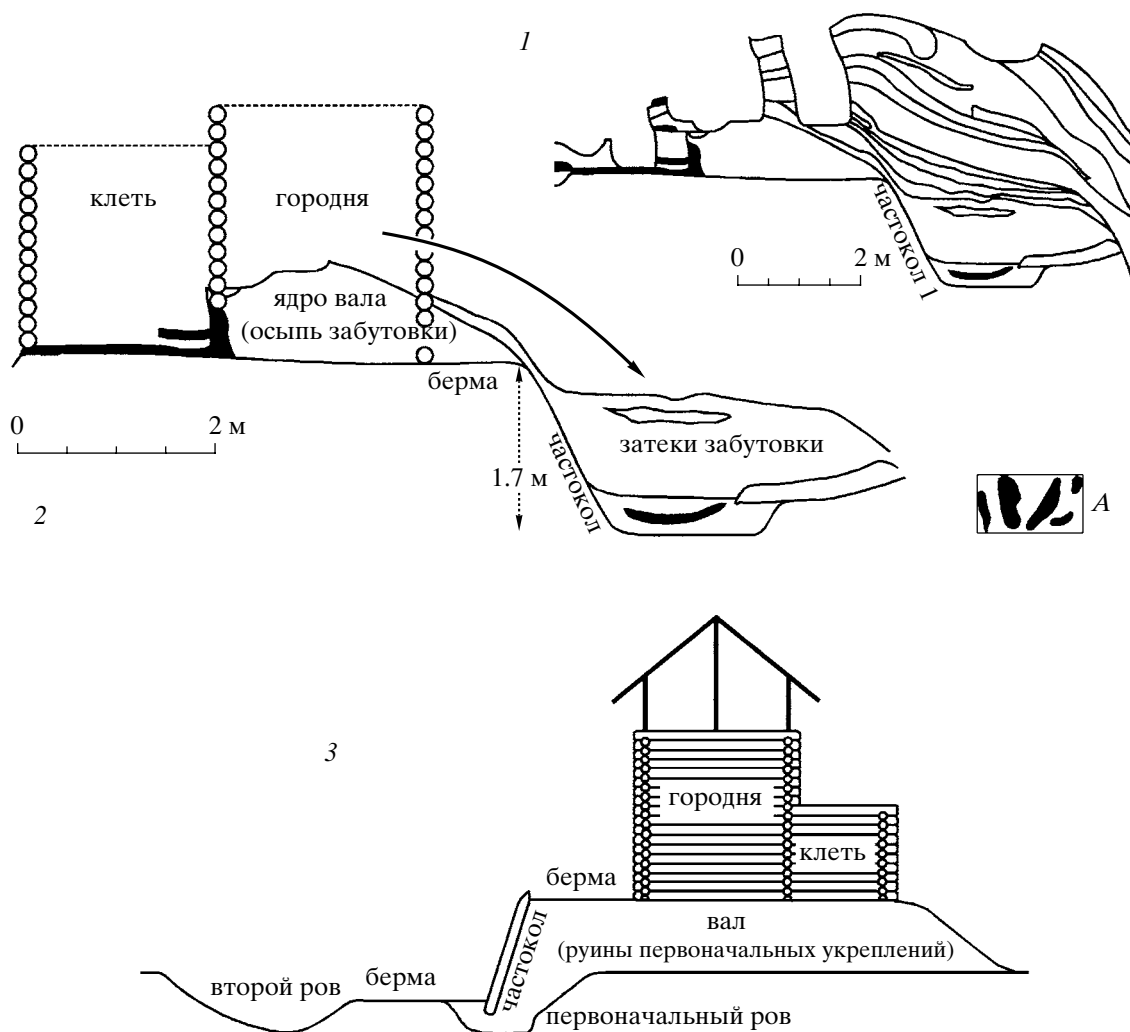 1
клеть
городня
ядро вала
(осыпь забутовки)
берма
0 2 м
частокол 1
0 2 м
1.7 м
частокол
затеки забутовки
2
А
3
городня
клеть
берма
вал
(руины первоначальных укреплений)
частокол
второй ров
берма
первоначальный ров